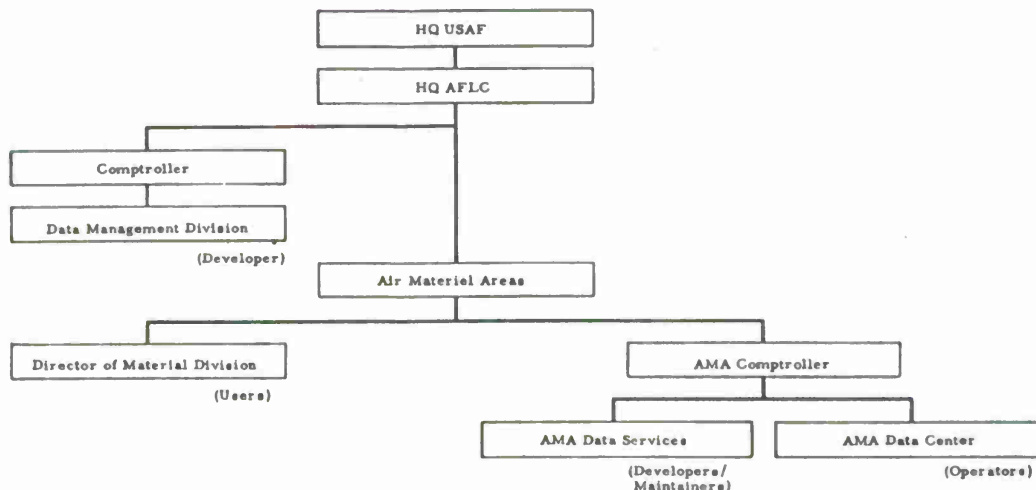 HQ USAF
HQ AFLC
Comptroller
Data Management Division
(Developer)
Air Materiel Areas
Director of Material Division
(Users)
AMA Comptroller
AMA Data Services
(Developers/
Maintainers)
AMA Data Center
(Operators)